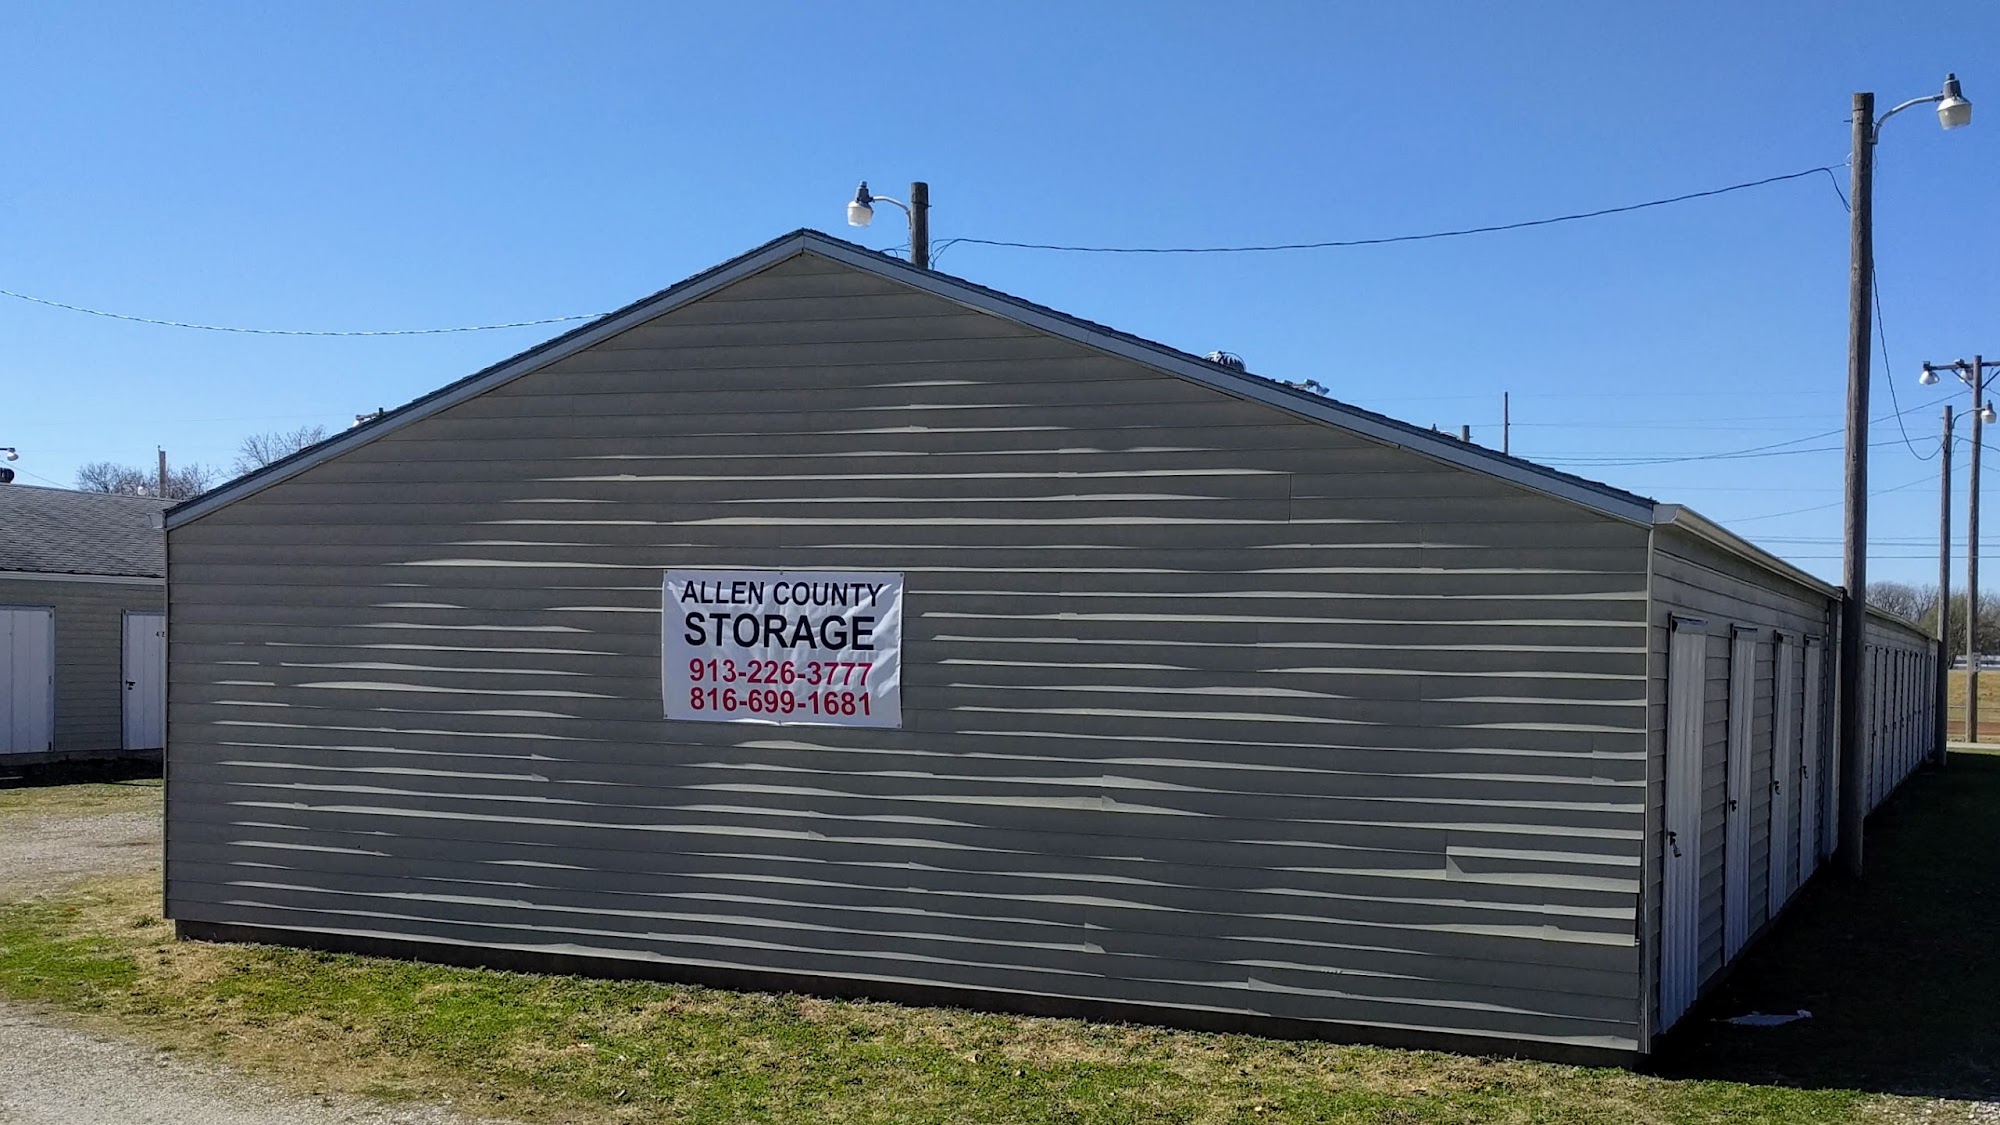 ALLEN COUNTY
STORAGE
913-226-3777
816-699-1681